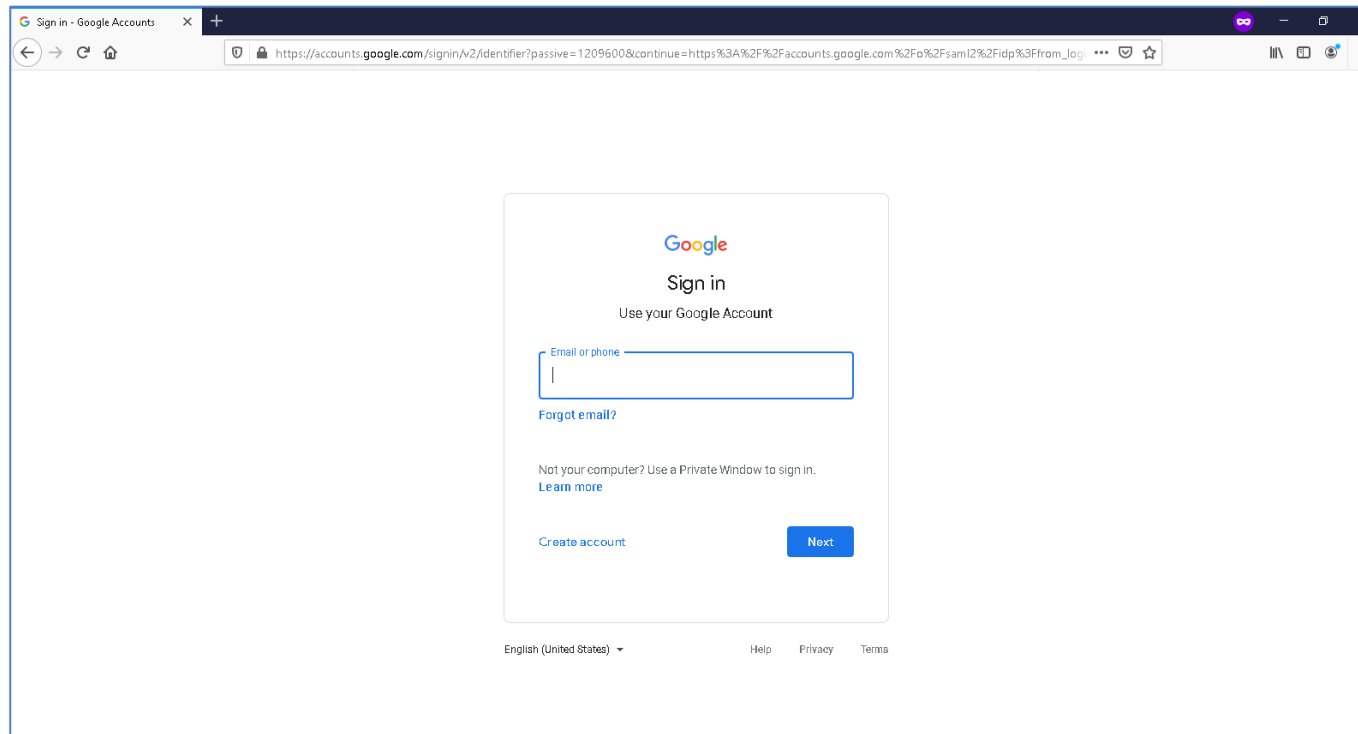 Sign in - Google Accounts
https://accounts.google.com/signin/v2/identifier?passive=1209600&continue=https%3A%2F%2Faccounts.google.com%2Fo%2Fsaml2%2Fidp%3Ffrom_log
Google
Sign in
Use your Google Account
Email or phone
Forgot email?
Not your computer? Use a Private Window to sign in.
Learn more
Create account
Next
English (United States)
Help Privacy Terms